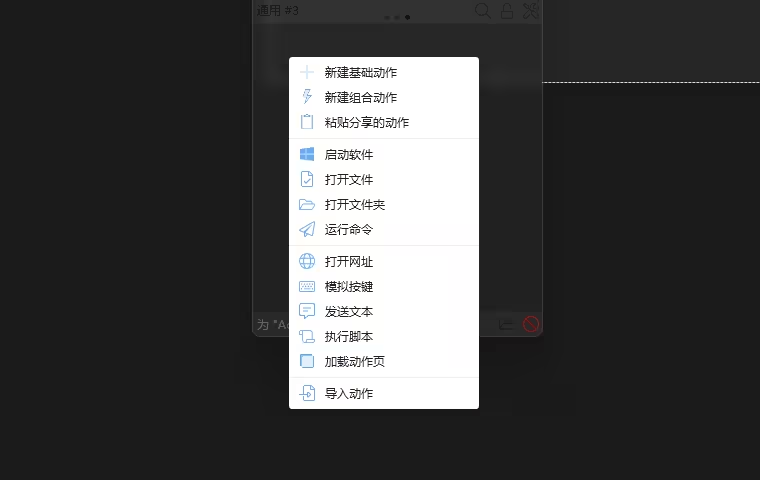 通用 #3
新建基础动作
新建组合动作
粘贴分享的动作
启动软件
打开文件
打开文件夹
运行命令
打开网址
模拟按键
发送文本
为 "Ad
执行脚本
加载动作页
导入动作